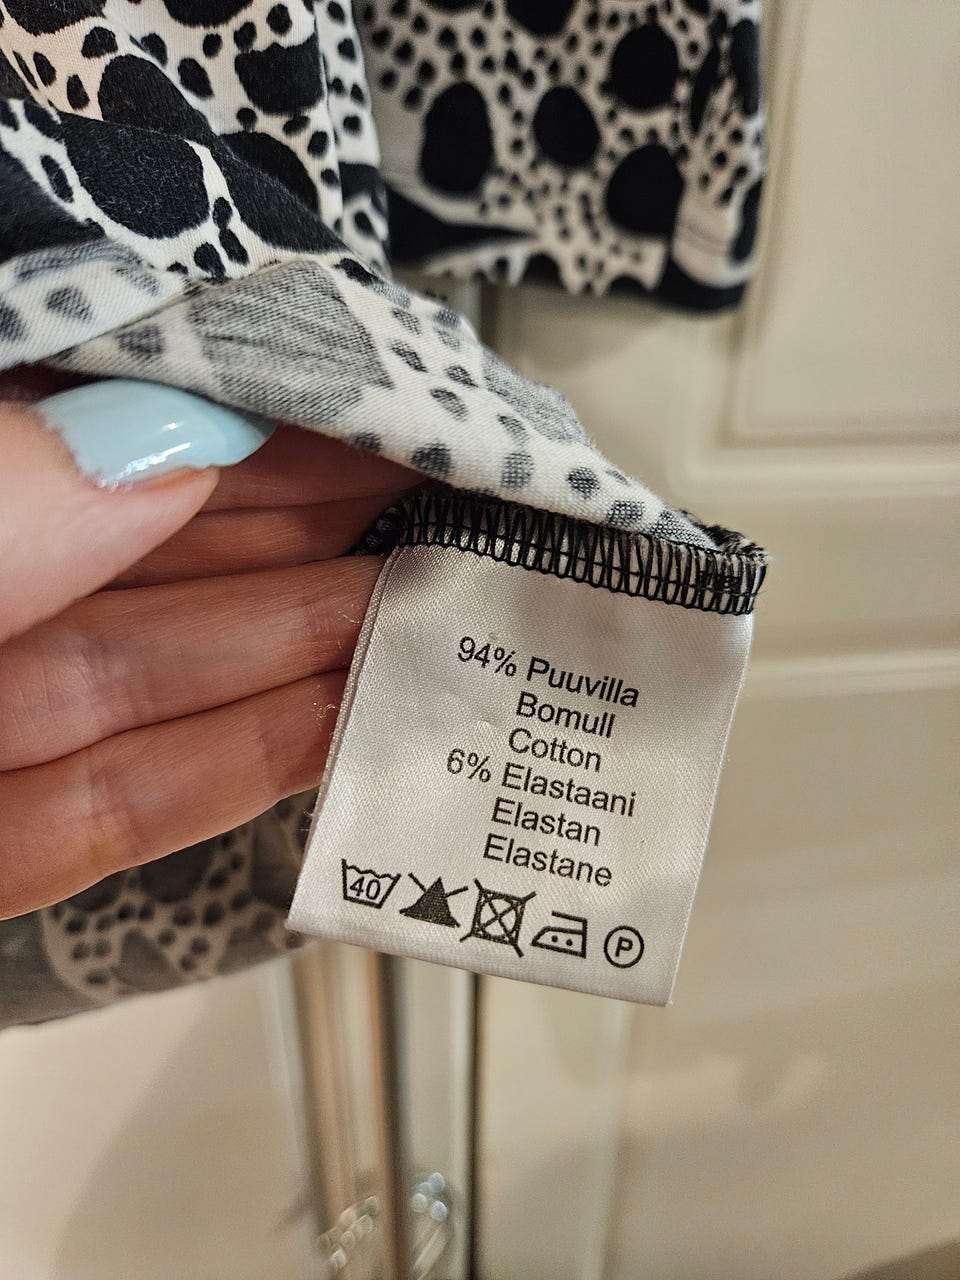 94% Puuvilla
Bomull
Cotton
6% Elastaani
Elastan
Elastane
40 P